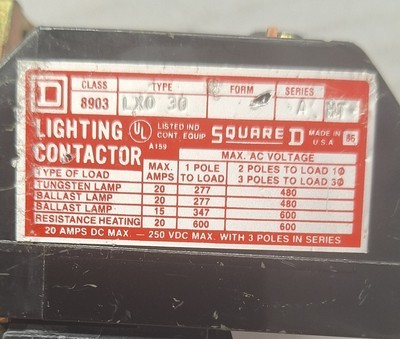 CLASS TYPE FORM SERIES
8903 LXO 30 A
LIGHTING CONTACTOR
UL LISTED IND. CONT. EQUIP.
A159
SQUARE D
MADE IN U.S.A.
86
TYPE OF LOAD MAX. AMPS MAX. AC VOLTAGE
1 POLE TO LOAD 2 POLES TO LOAD 1Ø 3 POLES TO LOAD 3Ø
TUNGSTEN LAMP 20 277 480
BALLAST LAMP 20 277 480
BALLAST LAMP 15 347 600
RESISTANCE HEATING 20 600 600
20 AMPS DC MAX — 250 VDC MAX. WITH 3 POLES IN SERIES